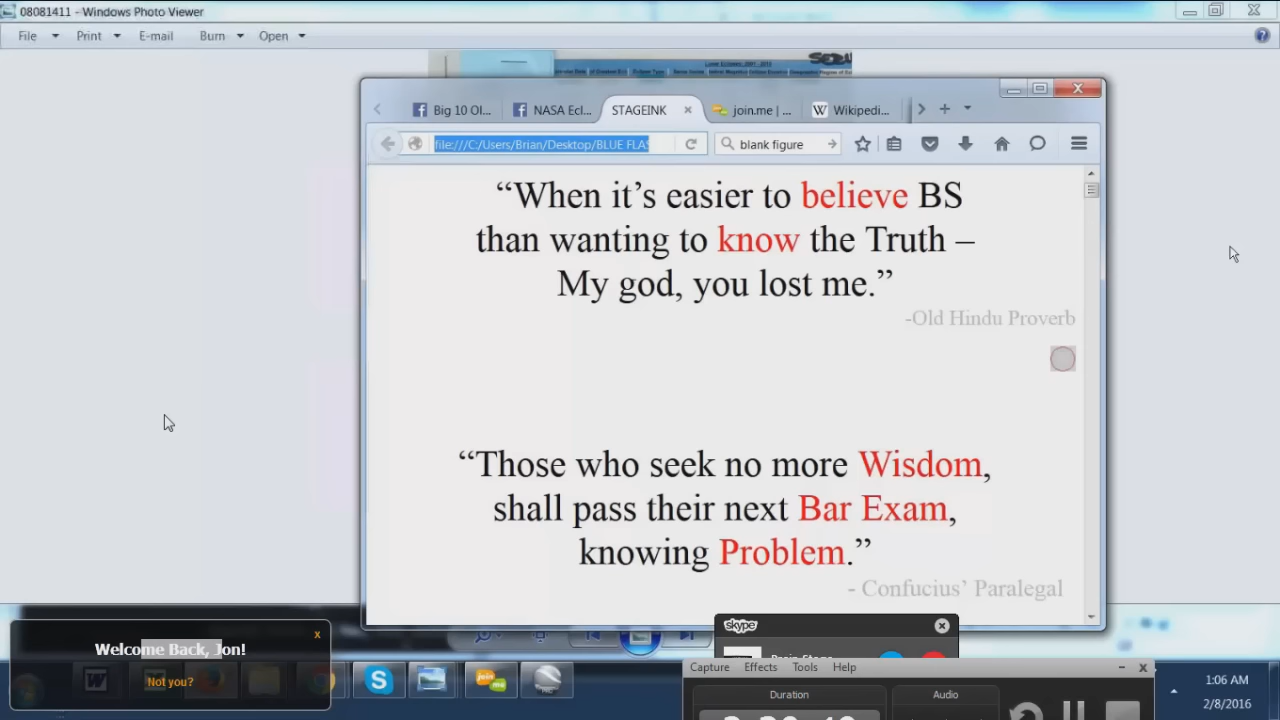 08081411 - Windows Photo Viewer
File Print E-mail Burn Open
Big 10 Ol... NASA Ecl... STAGEINK join.me | ... Wikipedi...
file:///C:/Users/Brian/Desktop/BLUE FLA
blank figure
“When it’s easier to believe BS
than wanting to know the Truth –
My god, you lost me.”
-Old Hindu Proverb
“Those who seek no more Wisdom,
shall pass their next Bar Exam,
knowing Problem.”
- Confucius’ Paralegal
skype
Welcome Back, Jon!
Not you?
Capture Effects Tools Help
Duration Audio
1:06 AM
2/8/2016